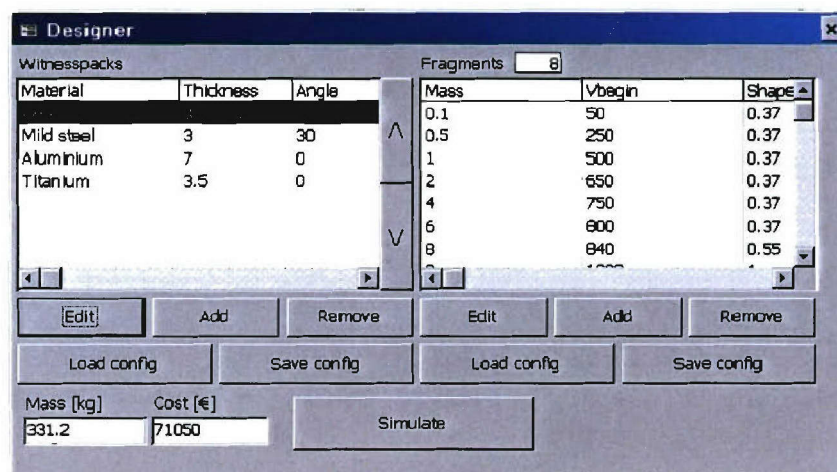 Designer
Witnesspacks
Material Thickness Angle
Mild steel 3 30
Aluminium 7 0
Titanium 3.5 0
Λ
V
Edit Add Remove
Load config Save config
Fragments 8
Mass Vbegin Shape
0.1 50 0.37
0.5 250 0.37
1 500 0.37
2 650 0.37
4 750 0.37
6 800 0.37
8 840 0.55
Edit Add Remove
Load config Save config
Mass [kg] Cost [€]
331.2 71050
Simulate